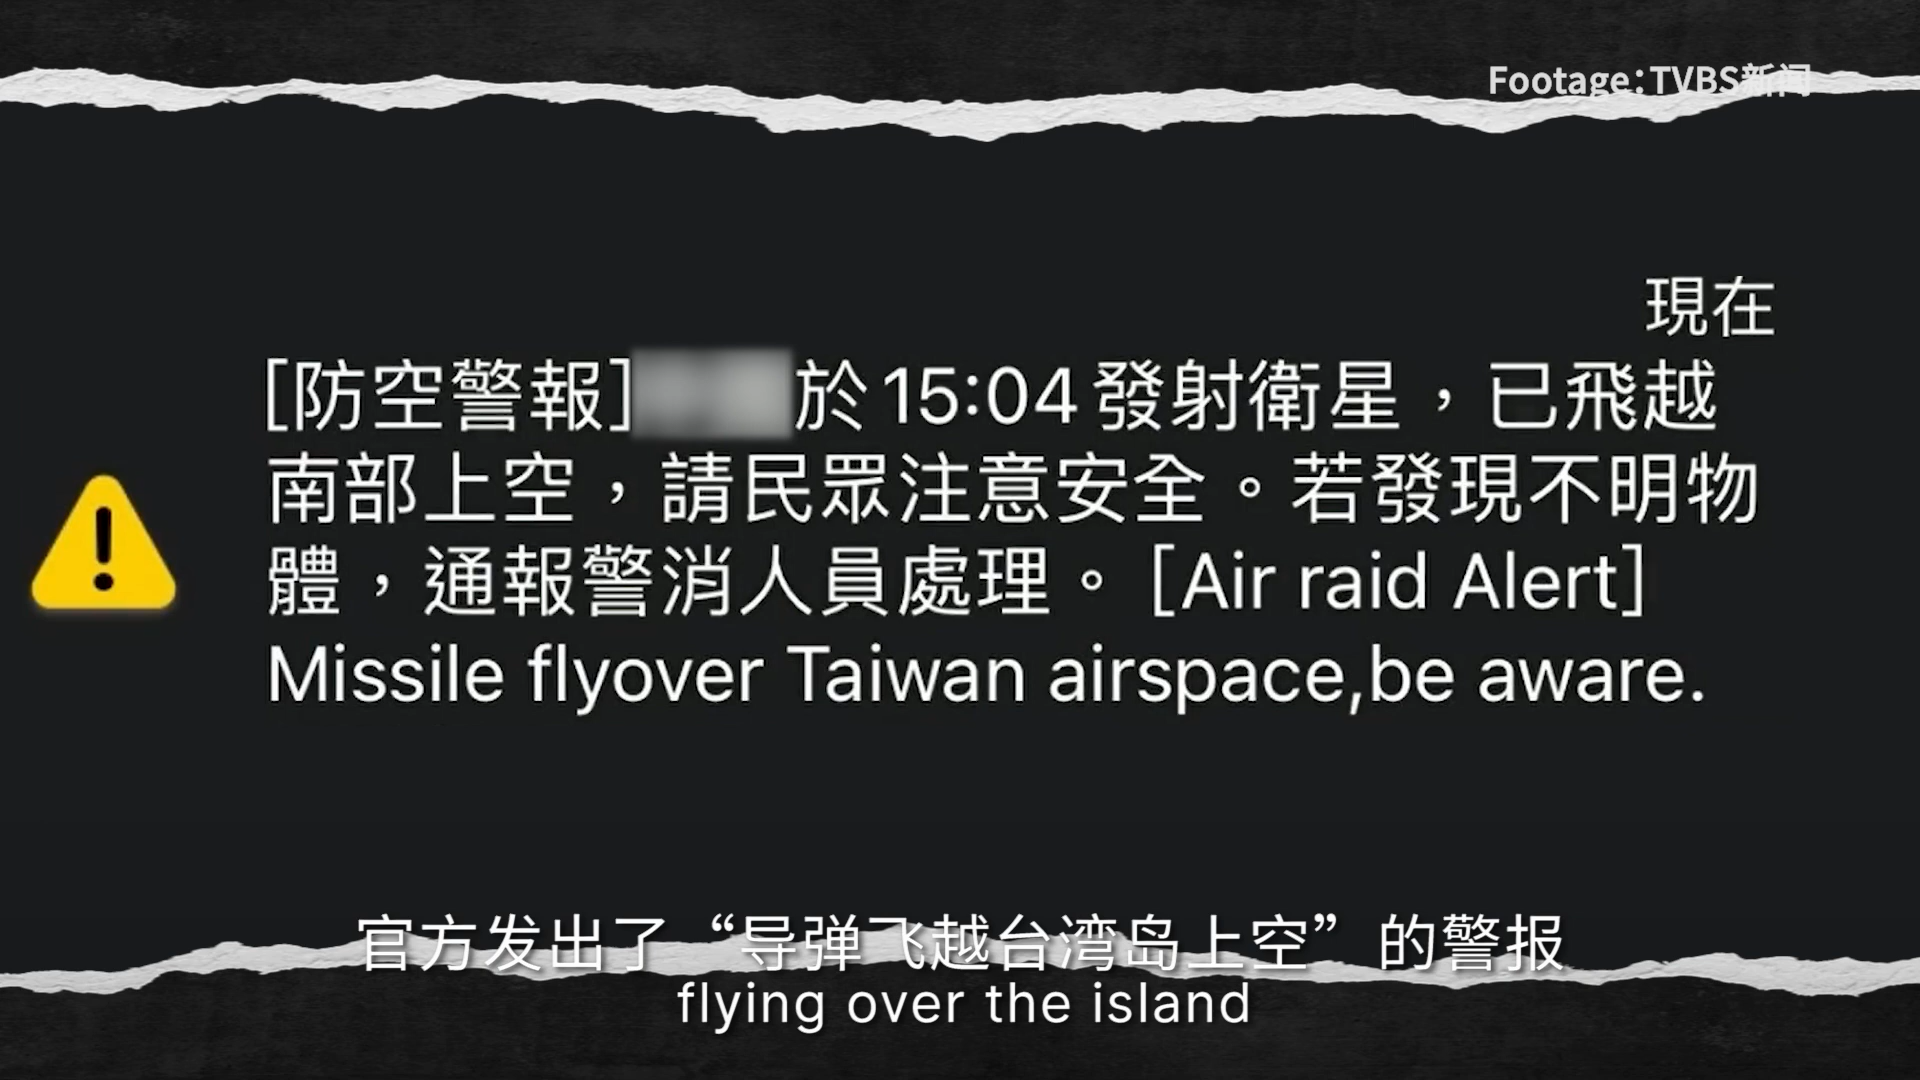 Footage:TVBS新闻
現在
[防空警報] 於15:04發射衛星，已飛越
南部上空，請民眾注意安全。若發現不明物
體，通報警消人員處理。[Air raid Alert]
Missile flyover Taiwan airspace,be aware.
官方发出了“导弹飞越台湾岛上空”的警报
flying over the island